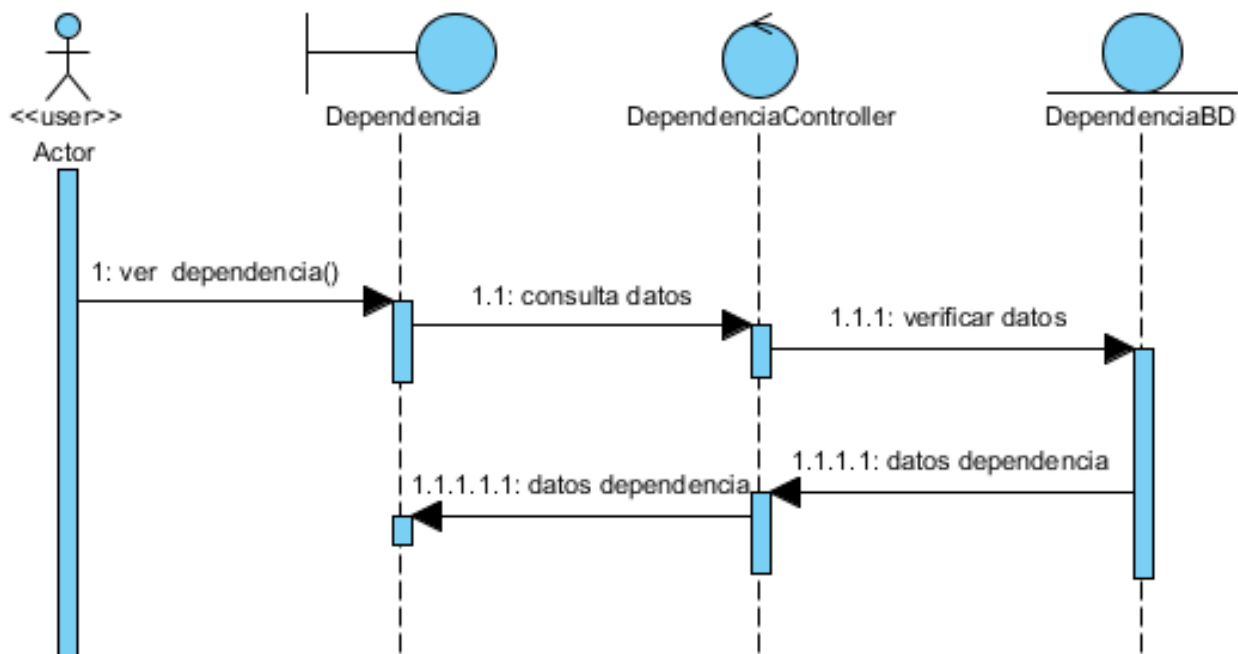 <<user>>
Actor
Dependencia
DependenciaController
DependenciaBD
1: ver dependencia()
1.1: consulta datos
1.1.1: verificar datos
1.1.1.1: datos dependencia
1.1.1.1.1: datos dependencia